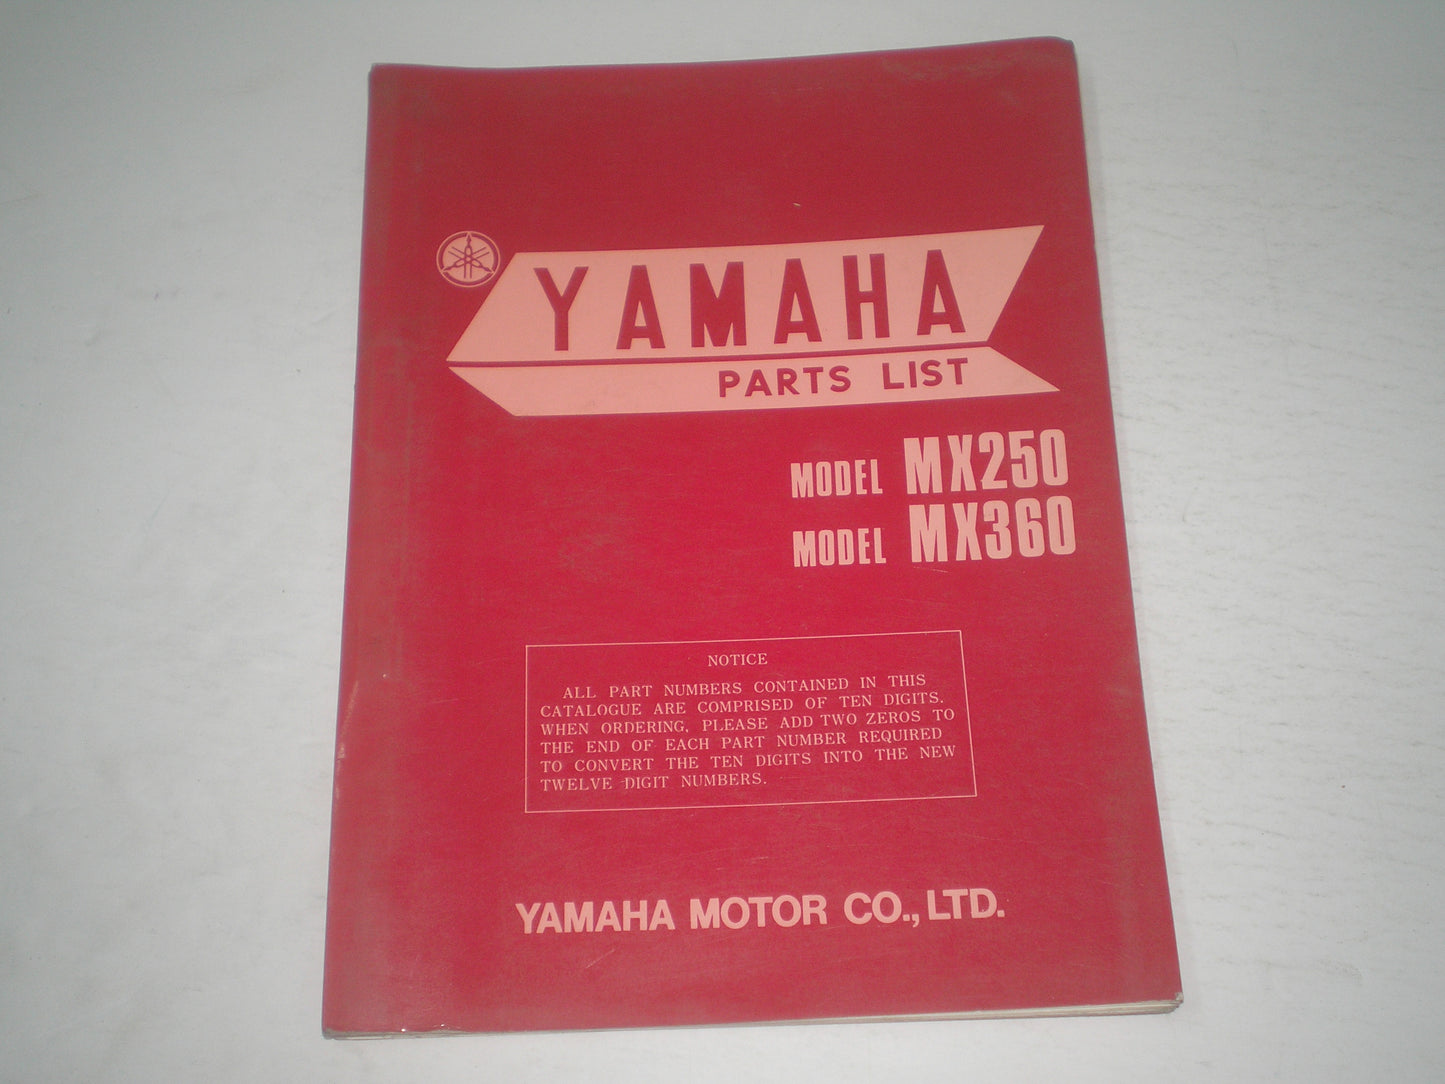 YAMAHA
PARTS LIST
MODEL MX250
MODEL MX360
NOTICE
ALL PART NUMBERS CONTAINED IN THIS
CATALOGUE ARE COMPRISED OF TEN DIGITS.
WHEN ORDERING, PLEASE ADD TWO ZEROS TO
THE END OF EACH PART NUMBER REQUIRED
TO CONVERT THE TEN DIGITS INTO THE NEW
TWELVE DIGIT NUMBERS.
YAMAHA MOTOR CO., LTD.